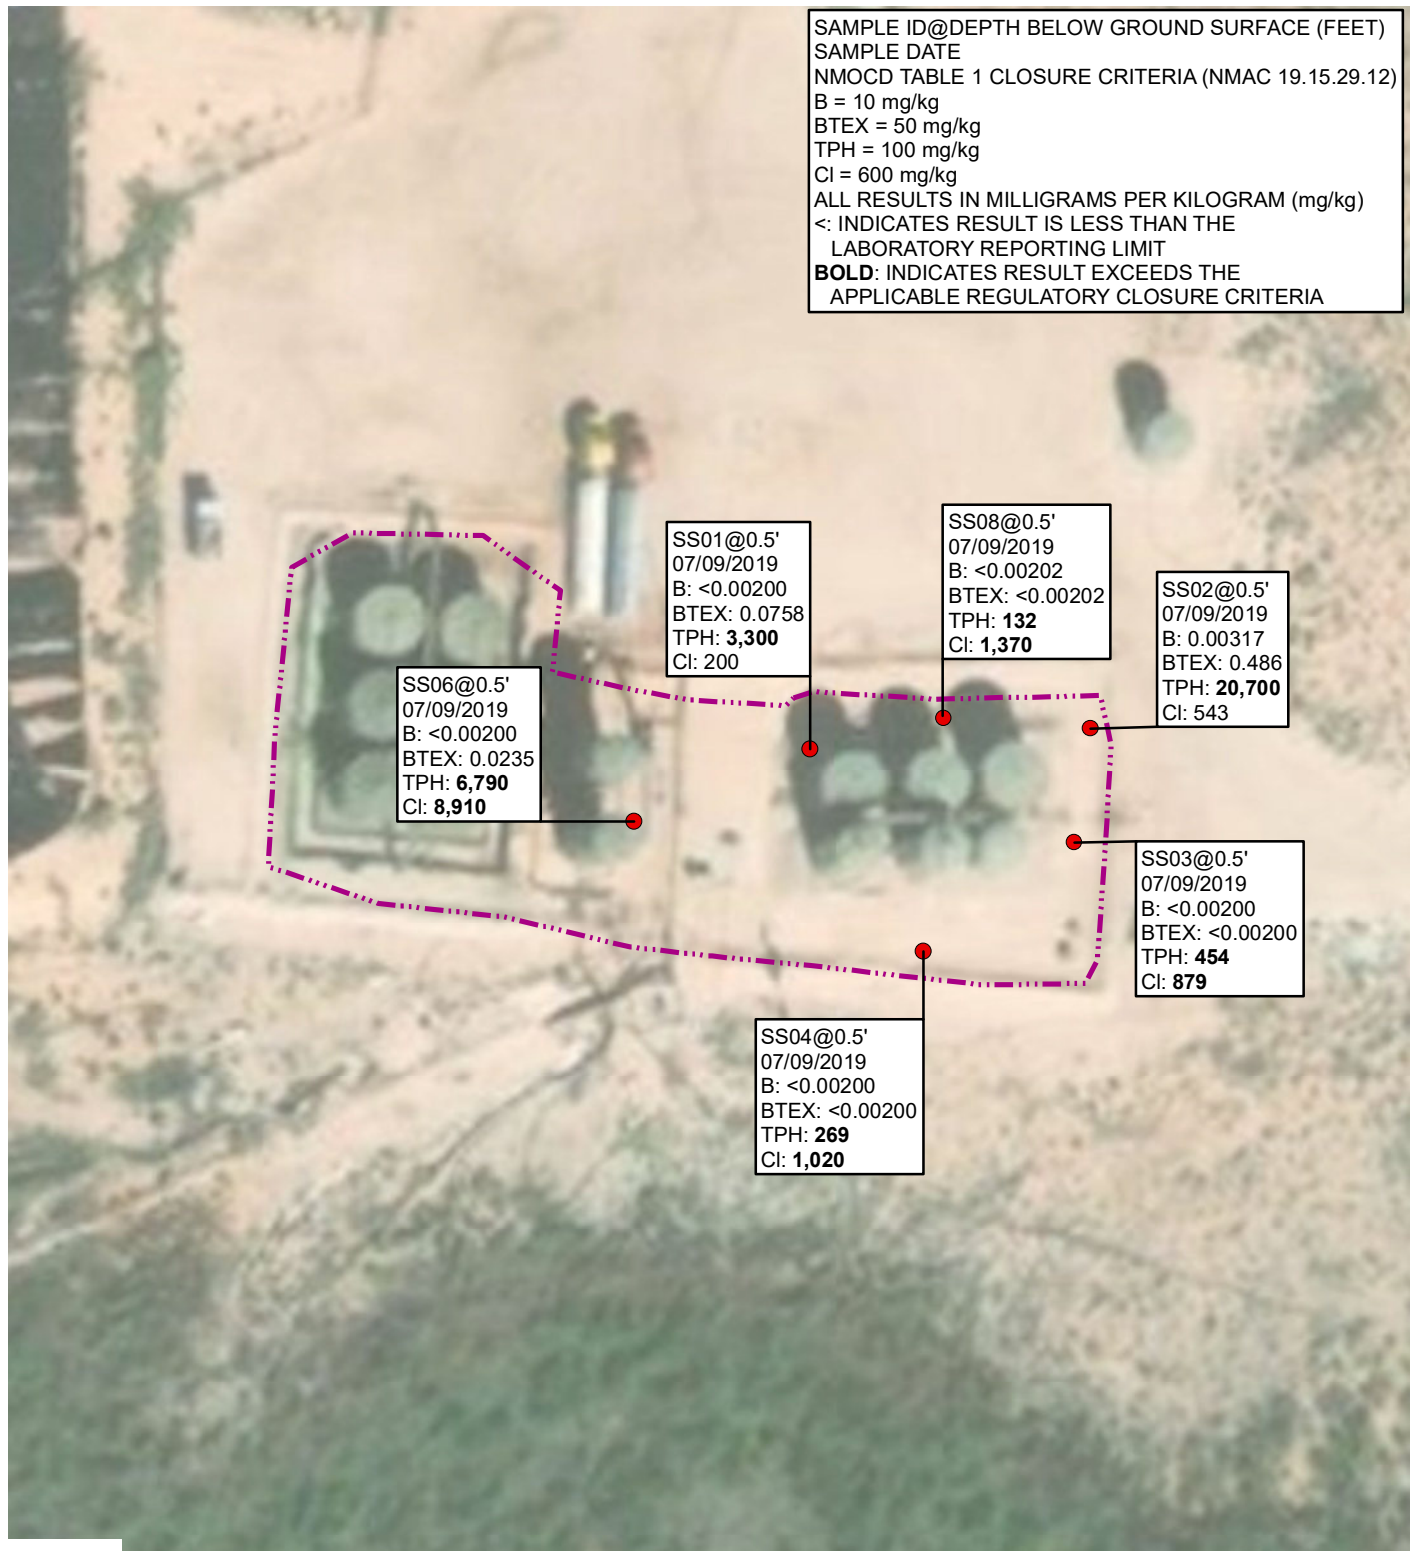 SAMPLE ID@DEPTH BELOW GROUND SURFACE (FEET)
SAMPLE DATE
NMOCD TABLE 1 CLOSURE CRITERIA (NMAC 19.15.29.12)
B = 10 mg/kg
BTEX = 50 mg/kg
TPH = 100 mg/kg
Cl = 600 mg/kg
ALL RESULTS IN MILLIGRAMS PER KILOGRAM (mg/kg)
<: INDICATES RESULT IS LESS THAN THE
LABORATORY REPORTING LIMIT
BOLD: INDICATES RESULT EXCEEDS THE
APPLICABLE REGULATORY CLOSURE CRITERIA
SS08@0.5'
07/09/2019
B: <0.00202
BTEX: <0.00202
TPH: 132
Cl: 1,370
SS01@0.5'
07/09/2019
B: <0.00200
BTEX: 0.0758
TPH: 3,300
Cl: 200
SS02@0.5'
07/09/2019
B: 0.00317
BTEX: 0.486
TPH: 20,700
Cl: 543
SS06@0.5'
07/09/2019
B: <0.00200
BTEX: 0.0235
TPH: 6,790
Cl: 8,910
SS03@0.5'
07/09/2019
B: <0.00200
BTEX: <0.00200
TPH: 454
Cl: 879
SS04@0.5'
07/09/2019
B: <0.00200
BTEX: <0.00200
TPH: 269
Cl: 1,020